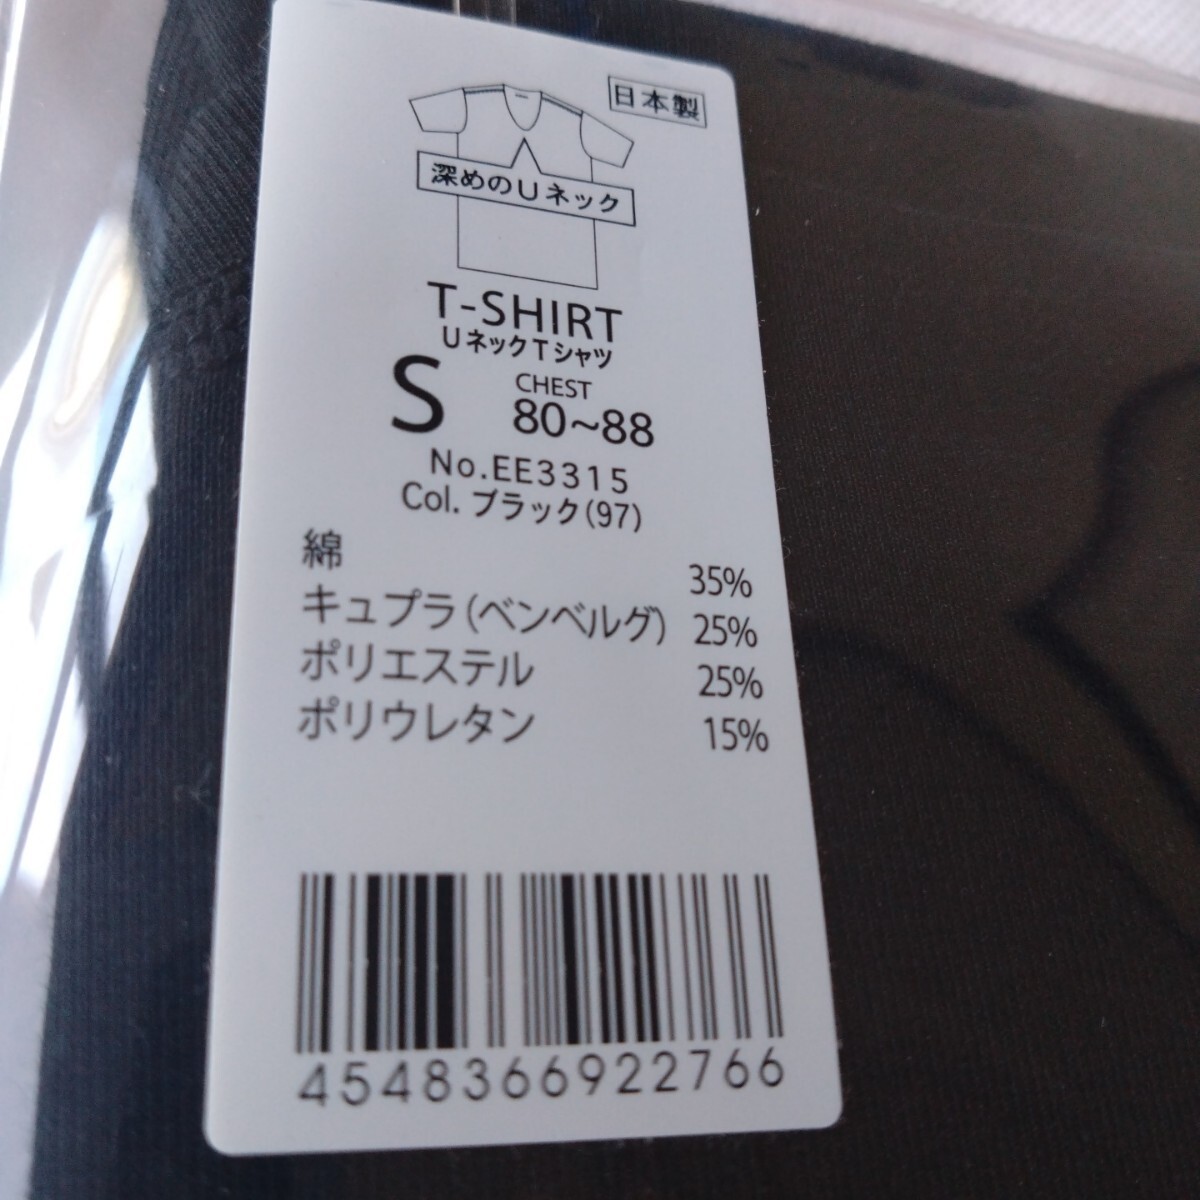 日本製
深めのUネック
T-SHIRT
UネックTシャツ
S
CHEST
80~88
No.EE3315
Col. ブラック(97)
綿 35%
キュプラ(ベンベルグ) 25%
ポリエステル 25%
ポリウレタン 15%
4548366922766